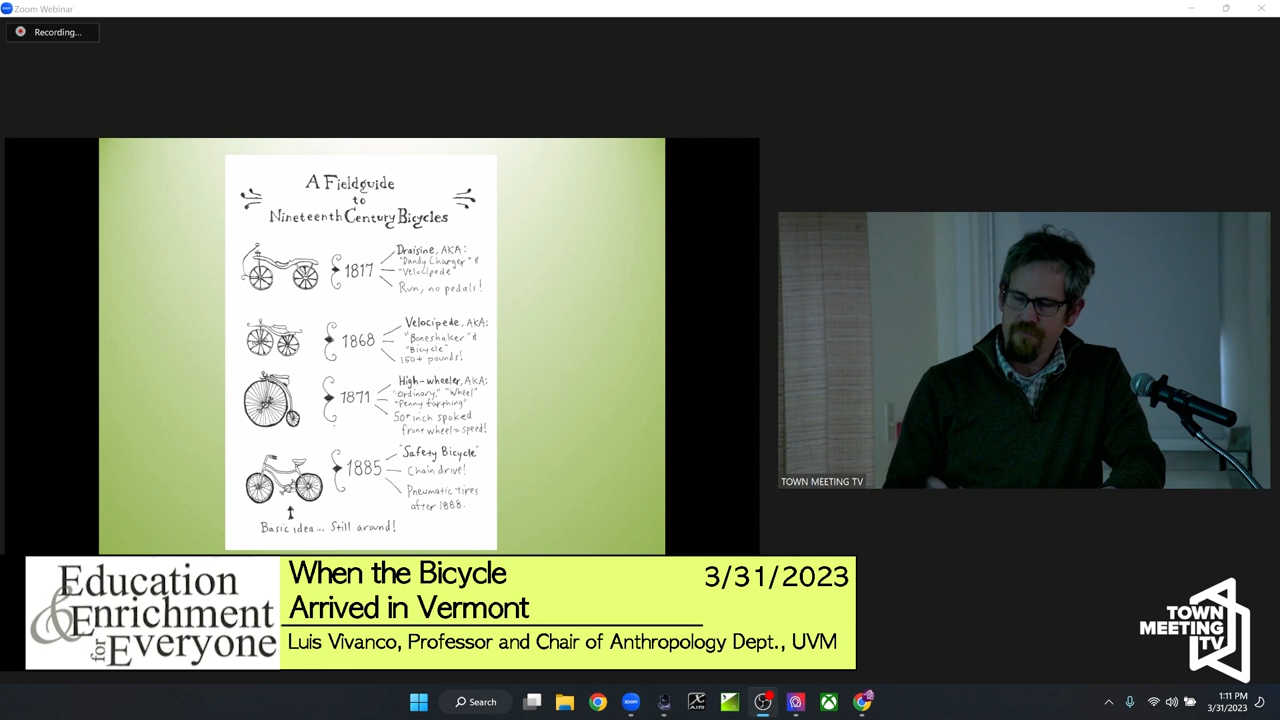 Zoom Webinar
Recording...
A Fieldguide
to
Nineteenth Century Bicycles
1817
Draisine, AKA:
"Dandy Charger" &
"Velocipede"
Run, no pedals!
1868
Velocipede, AKA:
"Boneshaker" &
"Bicycle"
150+ pounds!
1871
High-wheeler, AKA:
"Ordinary," "Wheel"
"Penny farthing"
50+ inch spoked
front wheel = speed!
1885
"Safety Bicycle"
Chain drive!
Pneumatic tires
after 1888.
Basic idea... Still around!
TOWN MEETING TV
Education
& Enrichment
for Everyone
When the Bicycle
Arrived in Vermont
3/31/2023
Luis Vivanco, Professor and Chair of Anthropology Dept., UVM
TOWN
MEETING
TV
Search
zoom
1:11 PM
3/31/2023